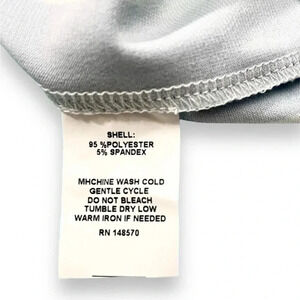 SHELL:
95 %POLYESTER
5% SPANDEX
MHCHINE WASH COLD
GENTLE CYCLE
DO NOT BLEACH
TUMBLE DRY LOW
WARM IRON IF NEEDED
RN 148570